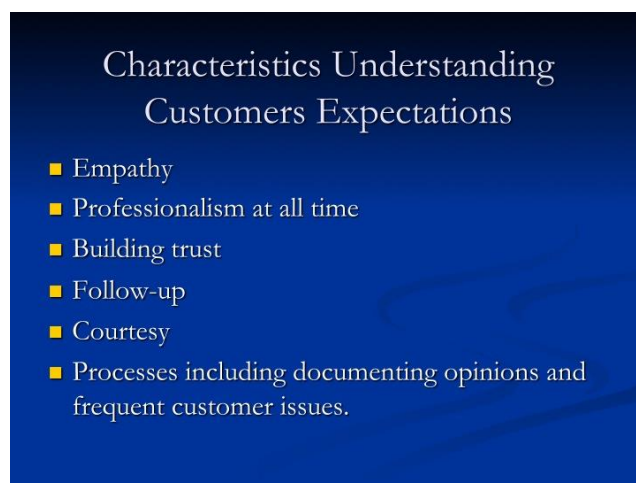 Characteristics Understanding
Customers Expectations
Empathy
Professionalism at all time
Building trust
Follow-up
Courtesy
Processes including documenting opinions and
frequent customer issues.